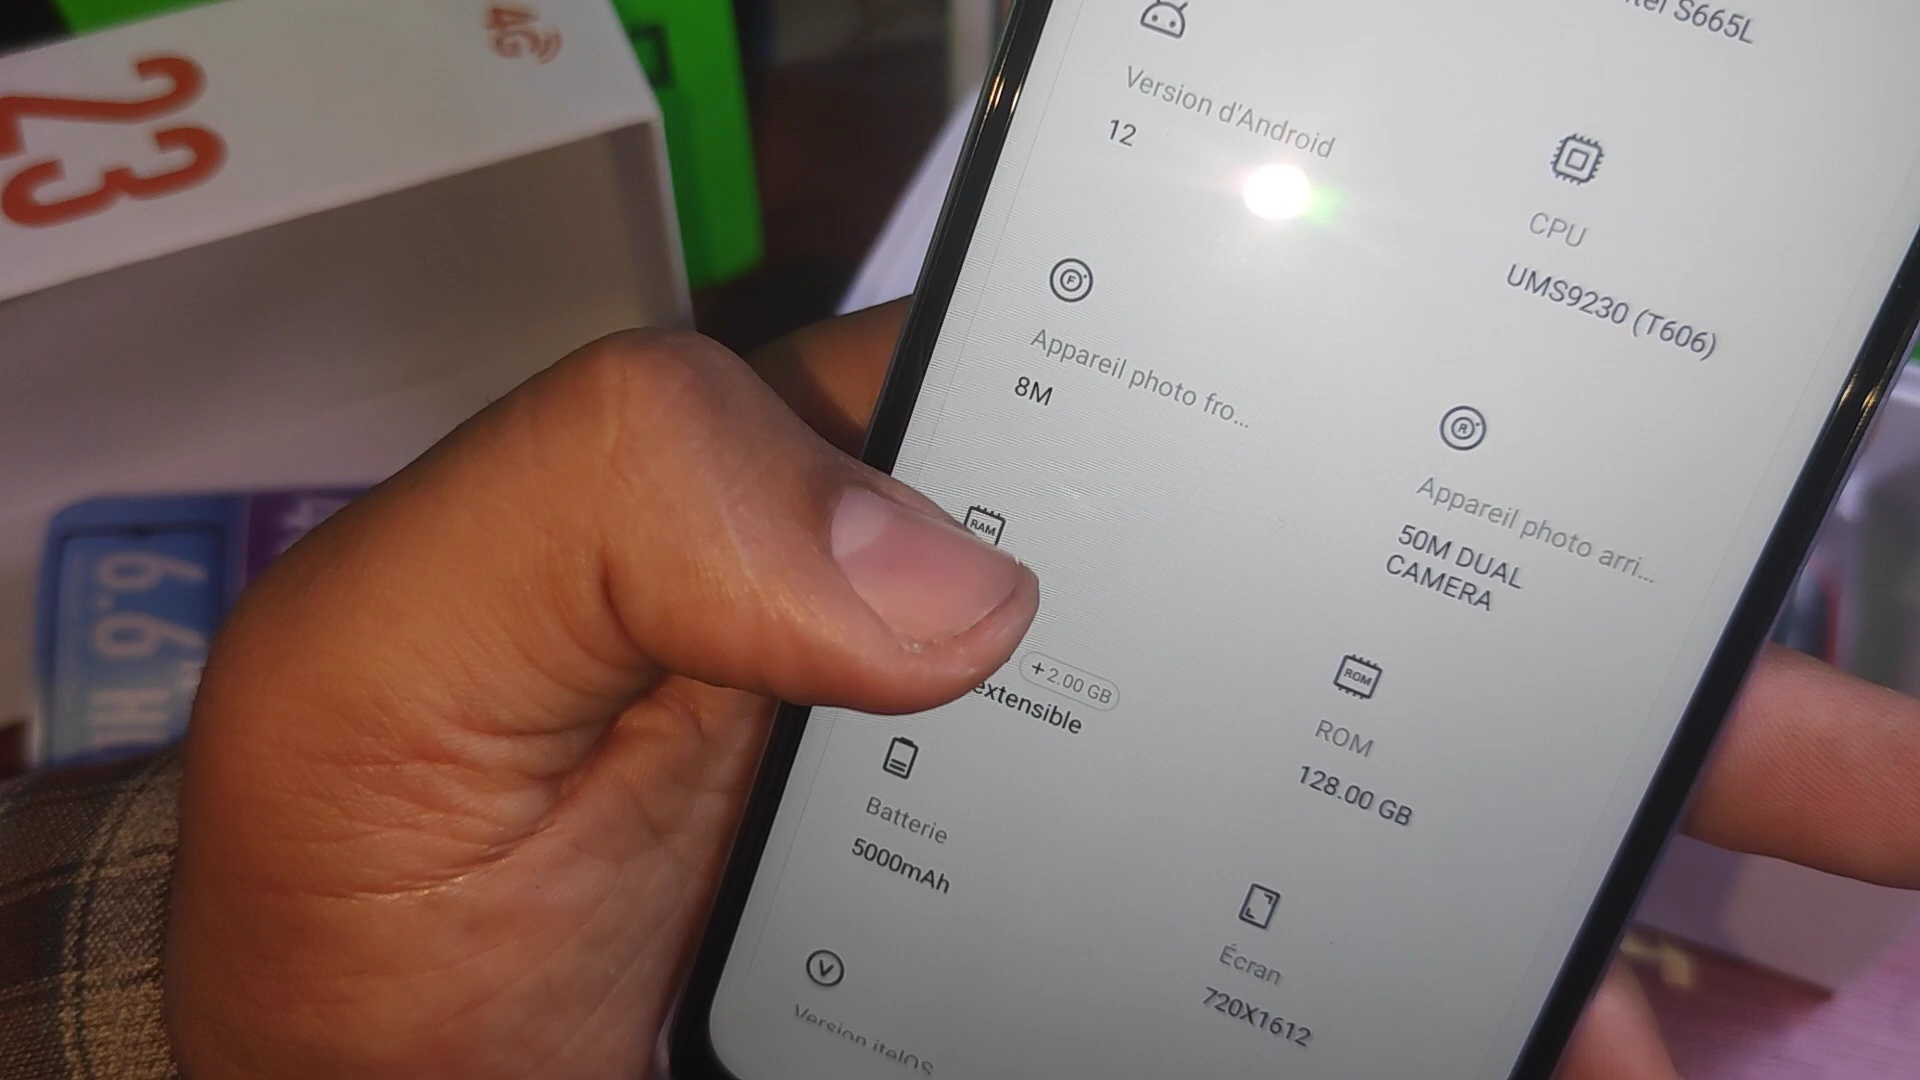 23
4G
6.6
itel S665L
Version d'Android
12
CPU
UMS9230 (T606)
F
Appareil photo fro...
8M
R
Appareil photo arri...
50M DUAL
CAMERA
RAM
+2.00 GB
extensible
ROM
ROM
128.00 GB
Batterie
5000mAh
Écran
720X1612
V
Version itelOS